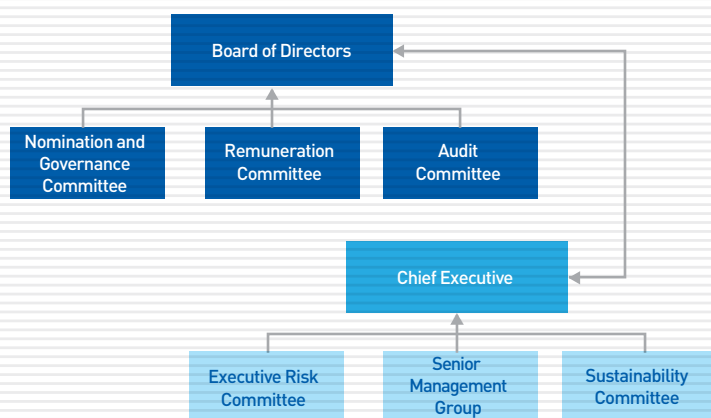 Board of Directors
Nomination and
Governance
Committee
Remuneration
Committee
Audit
Committee
Chief Executive
Executive Risk
Committee
Senior
Management
Group
Sustainability
Committee